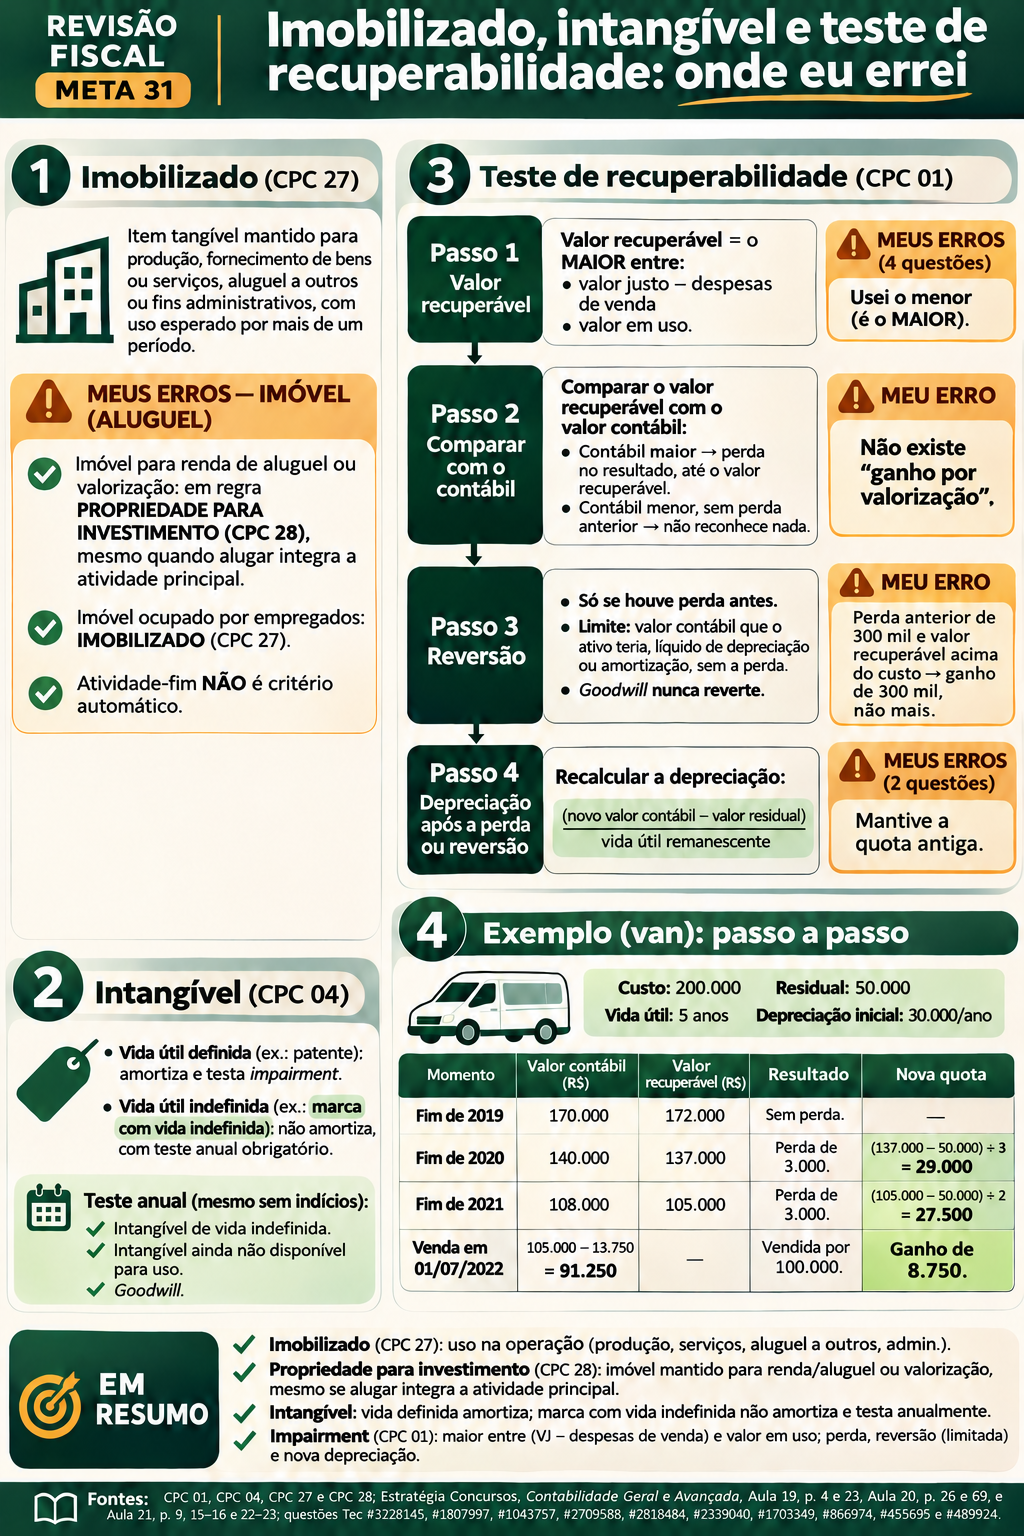 REVISÃO
FISCAL
META 31
Imobilizado, intangível e teste de
recuperabilidade: onde eu errei
1 Imobilizado (CPC 27)
Item tangível mantido para
produção, fornecimento de bens
ou serviços, aluguel a outros
ou fins administrativos, com
uso esperado por mais de um
período.
MEUS ERROS — IMÓVEL
(ALUGUEL)
Imóvel para renda de aluguel ou
valorização: em regra
PROPRIEDADE PARA
INVESTIMENTO (CPC 28),
mesmo quando alugar integra a
atividade principal.
Imóvel ocupado por empregados:
IMOBILIZADO (CPC 27).
Atividade-fim NÃO é critério
automático.
2 Intangível (CPC 04)
• Vida útil definida (ex.: patente):
amortiza e testa impairment.
• Vida útil indefinida (ex.: marca
com vida indefinida): não amortiza,
com teste anual obrigatório.
Teste anual (mesmo sem indícios):
Intangível de vida indefinida.
Intangível ainda não disponível
para uso.
Goodwill.
3 Teste de recuperabilidade (CPC 01)
Passo 1
Valor
recuperável
Valor recuperável = o
MAIOR entre:
• valor justo – despesas
de venda
• valor em uso.
MEUS ERROS
(4 questões)
Usei o menor
(é o MAIOR).
Passo 2
Comparar
com o
contábil
Comparar o valor
recuperável com o
valor contábil:
• Contábil maior → perda
no resultado, até o valor
recuperável.
• Contábil menor, sem perda
anterior → não reconhece nada.
MEU ERRO
Não existe
“ganho por
valorização”.
Passo 3
Reversão
• Só se houve perda antes.
• Limite: valor contábil que o
ativo teria, líquido de depreciação
ou amortização, sem a perda.
• Goodwill nunca reverte.
MEU ERRO
Perda anterior de
300 mil e valor
recuperável acima
do custo → ganho
de 300 mil,
não mais.
Passo 4
Depreciação
após a perda
ou reversão
Recalcular a depreciação:
(novo valor contábil – valor residual)
vida útil remanescente
MEUS ERROS
(2 questões)
Mantive a
quota antiga.
4 Exemplo (van): passo a passo
Custo: 200.000 Residual: 50.000
Vida útil: 5 anos Depreciação inicial: 30.000/ano
Momento Valor contábil (R$) Valor recuperável (R$) Resultado Nova quota
Fim de 2019 170.000 172.000 Sem perda. —
Fim de 2020 140.000 137.000 Perda de 3.000. (137.000 – 50.000) ÷ 3 = 29.000
Fim de 2021 108.000 105.000 Perda de 3.000. (105.000 – 50.000) ÷ 2 = 27.500
Venda em 01/07/2022 105.000 – 13.750 = 91.250 — Vendida por 100.000. Ganho de 8.750.
EM
RESUMO
Imobilizado (CPC 27): uso na operação (produção, serviços, aluguel a outros, admin.).
Propriedade para investimento (CPC 28): imóvel mantido para renda/aluguel ou valorização,
mesmo se alugar integra a atividade principal.
Intangível: vida definida amortiza; marca com vida indefinida não amortiza e testa anualmente.
Impairment (CPC 01): maior entre (VJ – despesas de venda) e valor em uso; perda, reversão (limitada)
e nova depreciação.
Fontes: CPC 01, CPC 04, CPC 27 e CPC 28; Estratégia Concursos, Contabilidade Geral e Avançada, Aula 19, p. 4 e 23, Aula 20, p. 26 e 69, e
Aula 21, p. 9, 15–16 e 22–23; questões Tec #3228145, #1807997, #1043757, #2709588, #2818484, #2339040, #1703349, #866974, #455695 e #489924.